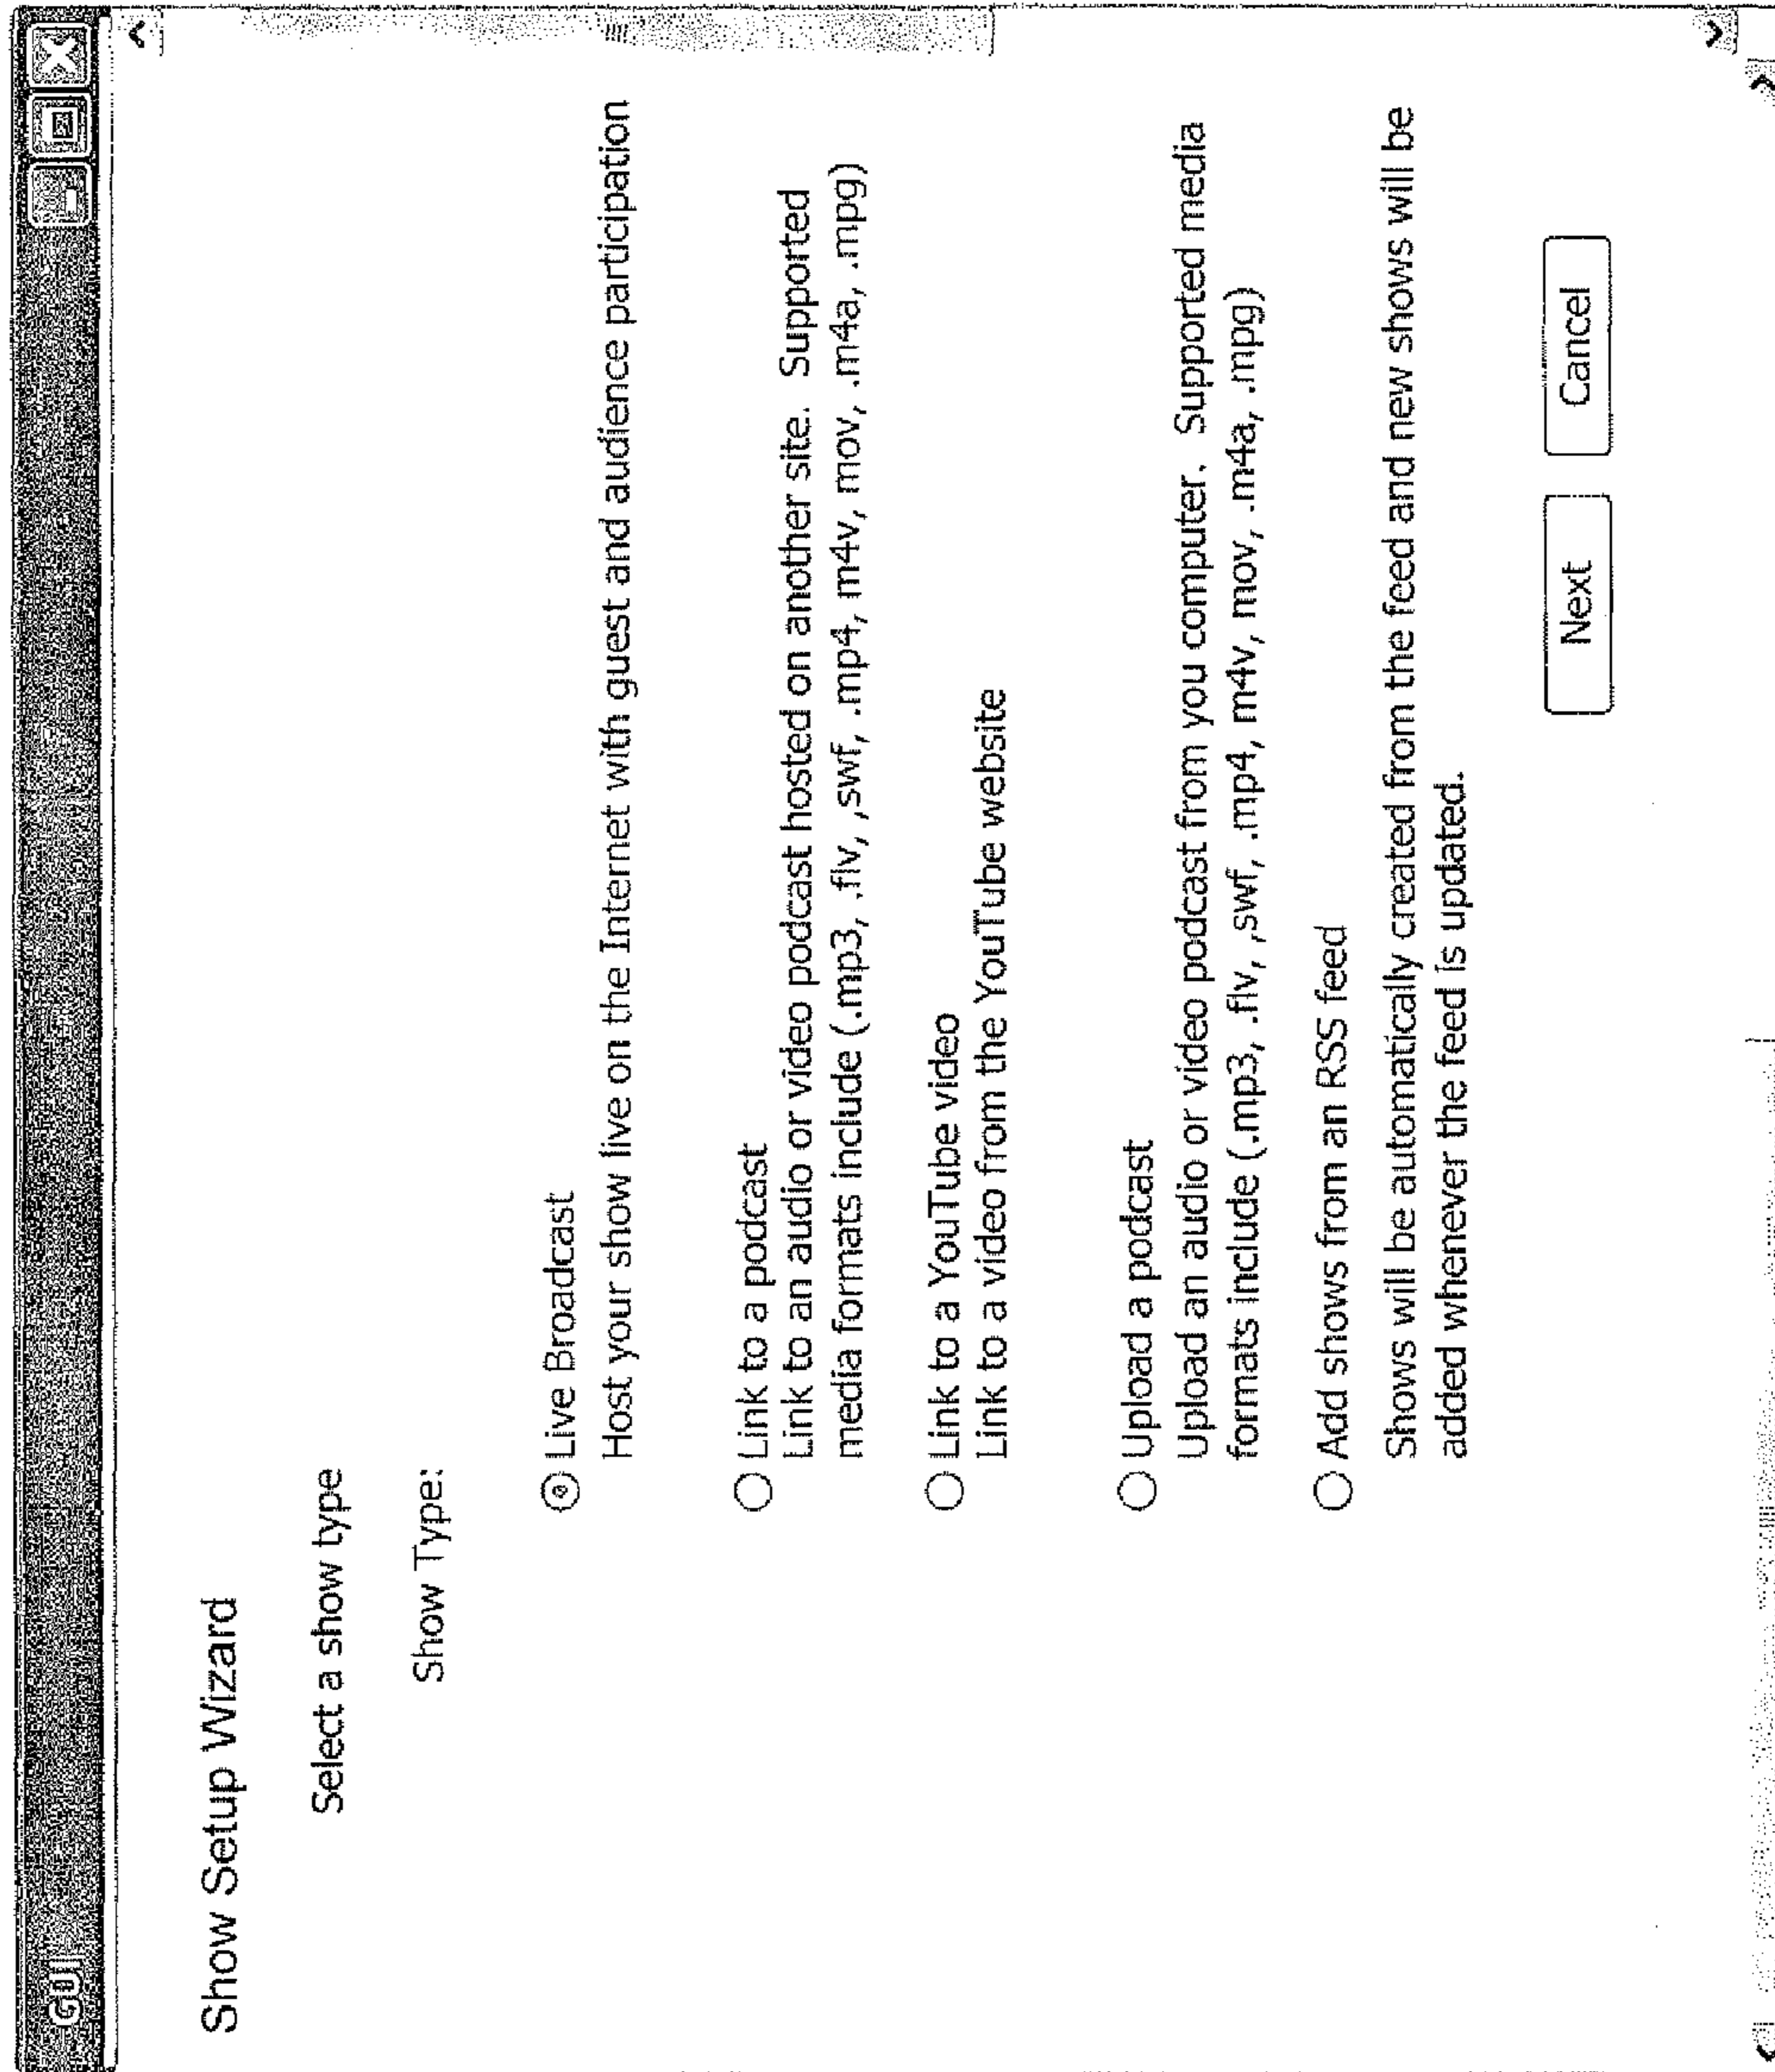 GUI
Show Setup Wizard
Select a show type
Show Type:
Live Broadcast
Host your show live on the Internet with guest and audience participation
Link to a podcast
Link to an audio or video podcast hosted on another site.  Supported
media formats include (.mp3, .flv, ,swf, .mp4, m4v, mov, .m4a, .mpg)
Link to a YouTube video
Link to a video from the YouTube website
Upload a podcast
Upload an audio or video podcast from you computer.  Supported media
formats include (.mp3, .flv, ,swf, .mp4, m4v, mov, .m4a, .mpg)
Add shows from an RSS feed
Shows will be automatically created from the feed and new shows will be
added whenever the feed is updated.
Next
Cancel